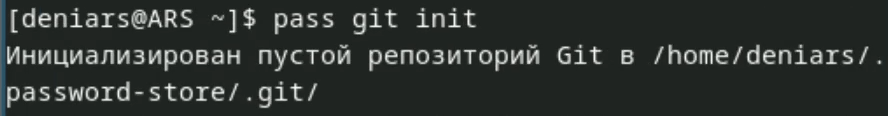 [deniars@ARS ~]$ pass git init
Инициализирован пустой репозиторий Git в /home/deniars/.
password-store/.git/